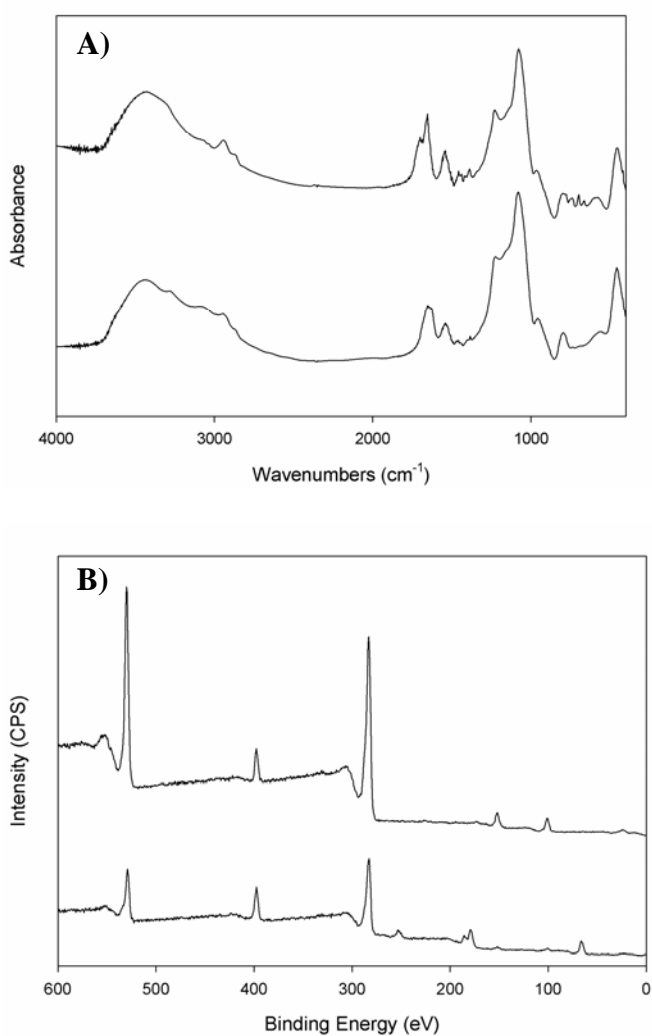 A)
Absorbance
4000 3000 2000 1000
Wavenumbers (cm⁻¹)
B)
Intensity (CPS)
600 500 400 300 200 100 0
Binding Energy (eV)